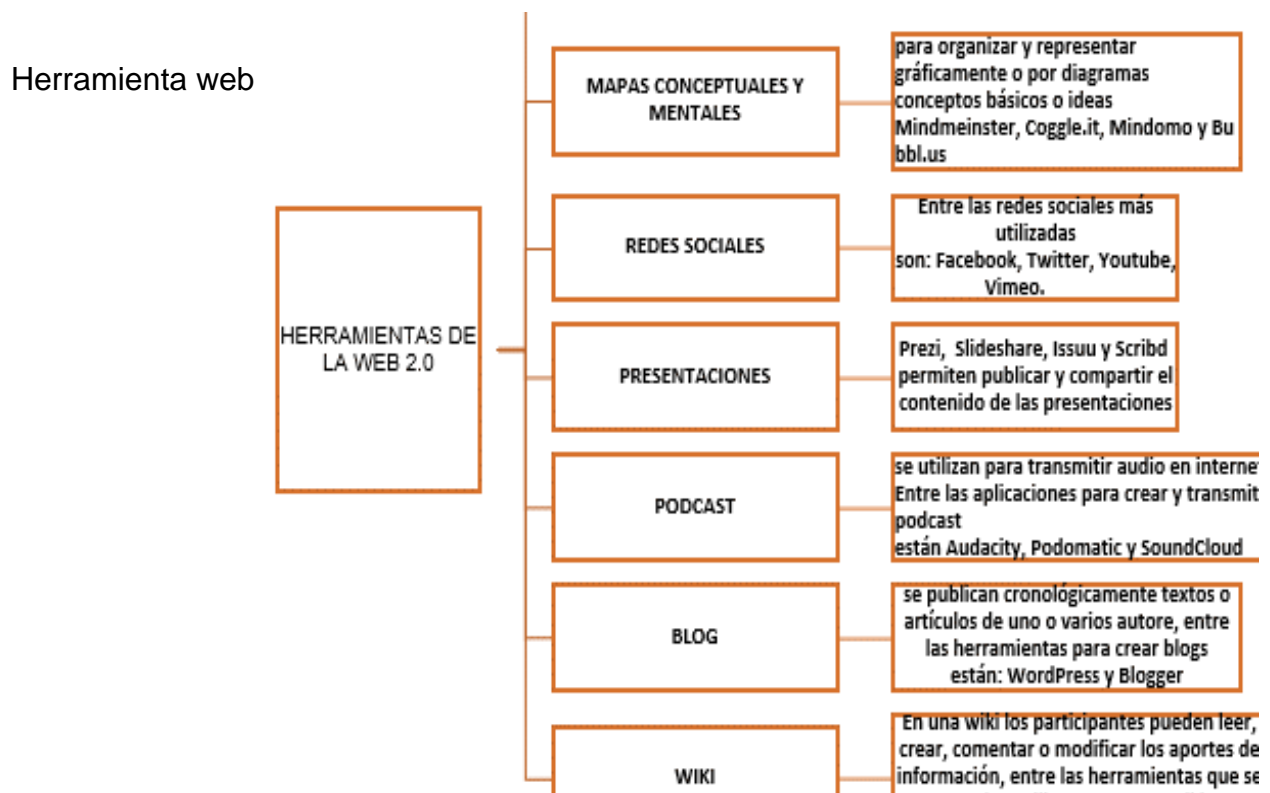 Herramienta web
HERRAMIENTAS DE
LA WEB 2.0
MAPAS CONCEPTUALES Y
MENTALES
para organizar y representar
gráficamente o por diagramas
conceptos básicos o ideas
Mindmeinster, Coggle.it, Mindomo y Bu
bbl.us
REDES SOCIALES
Entre las redes sociales más
utilizadas
son: Facebook, Twitter, Youtube,
Vimeo.
PRESENTACIONES
Prezi, Slideshare, Issuu y Scribd
permiten publicar y compartir el
contenido de las presentaciones
PODCAST
se utilizan para transmitir audio en interne
Entre las aplicaciones para crear y transmit
podcast
están Audacity, Podomatic y SoundCloud
BLOG
se publican cronológicamente textos o
artículos de uno o varios autore, entre
las herramientas para crear blogs
están: WordPress y Blogger
WIKI
En una wiki los participantes pueden leer,
crear, comentar o modificar los aportes de
información, entre las herramientas que se